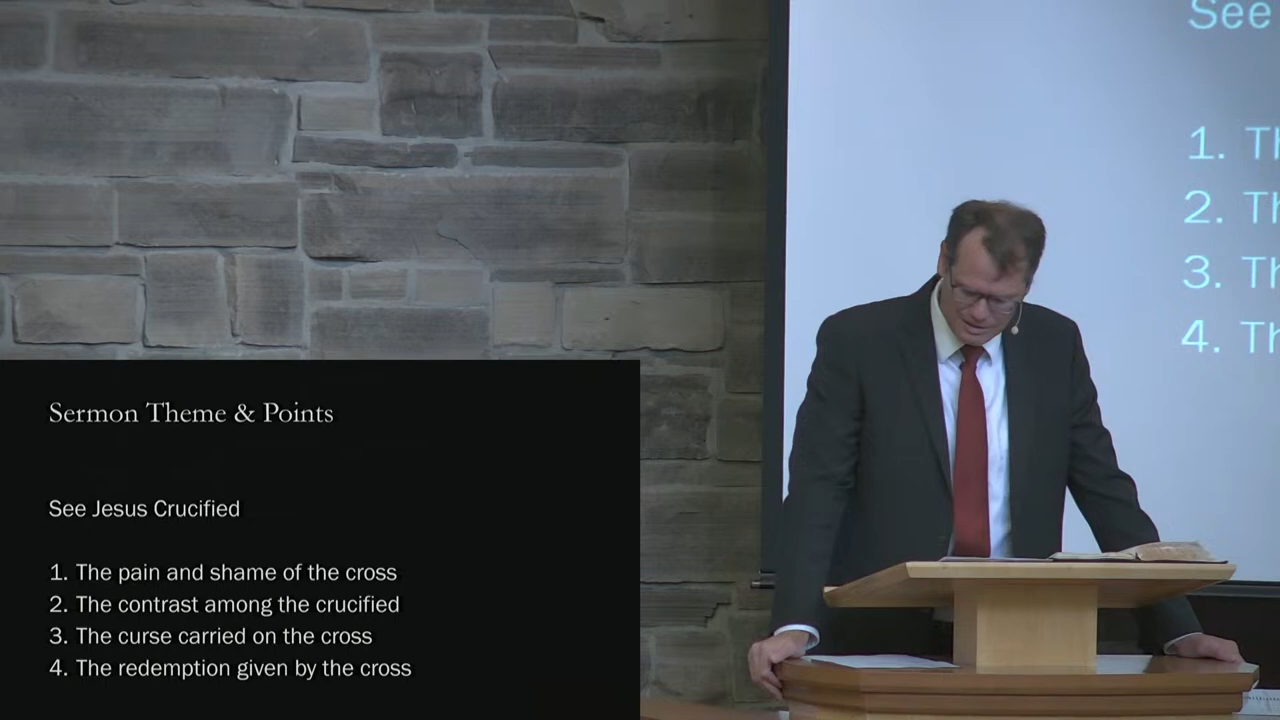 Sermon Theme & Points
See Jesus Crucified
1. The pain and shame of the cross
2. The contrast among the crucified
3. The curse carried on the cross
4. The redemption given by the cross
See
1. Th
2. Th
3. Th
4. Th